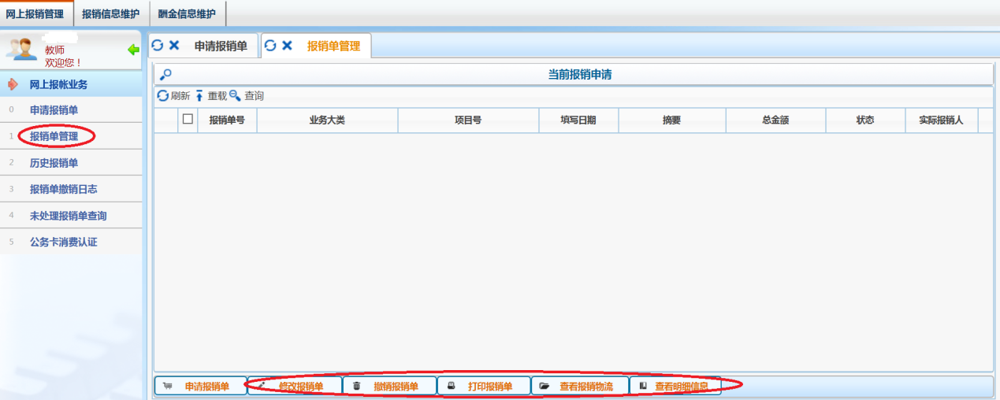 网上报销管理 报销信息维护 酬金信息维护
教师
欢迎您！
网上报帐业务
0 申请报销单
1 报销单管理
2 历史报销单
3 报销单撤销日志
4 未处理报销单查询
5 公务卡消费认证
申请报销单 报销单管理
当前报销申请
刷新 重载 查询
报销单号 业务大类 项目号 填写日期 摘要 总金额 状态 实际报销人
申请报销单 修改报销单 撤销报销单 打印报销单 查看报销物流 查看明细信息